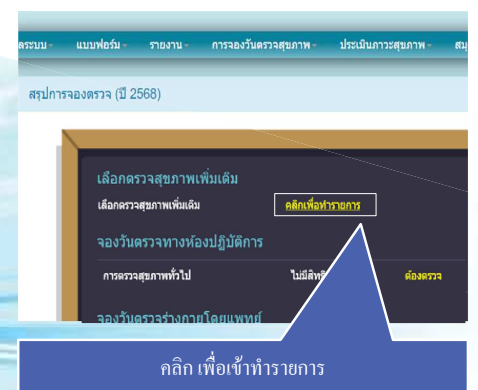 แบบฟอร์ม รายงาน การจองวันตรวจสุขภาพ ประเมินภาวะสุขภาพ
สรุปการจองตรวจ (ปี 2568)
เลือกตรวจสุขภาพเพิ่มเติม
เลือกตรวจสุขภาพเพิ่มเติม คลิกเพื่อทำรายการ
จองวันตรวจทางห้องปฏิบัติการ
การตรวจสุขภาพทั่วไป ไม่มีสิทธิ ต้องตรวจ
จองวันตรวจร่างกายโดยแพทย์
คลิก เพื่อเข้าทำรายการ